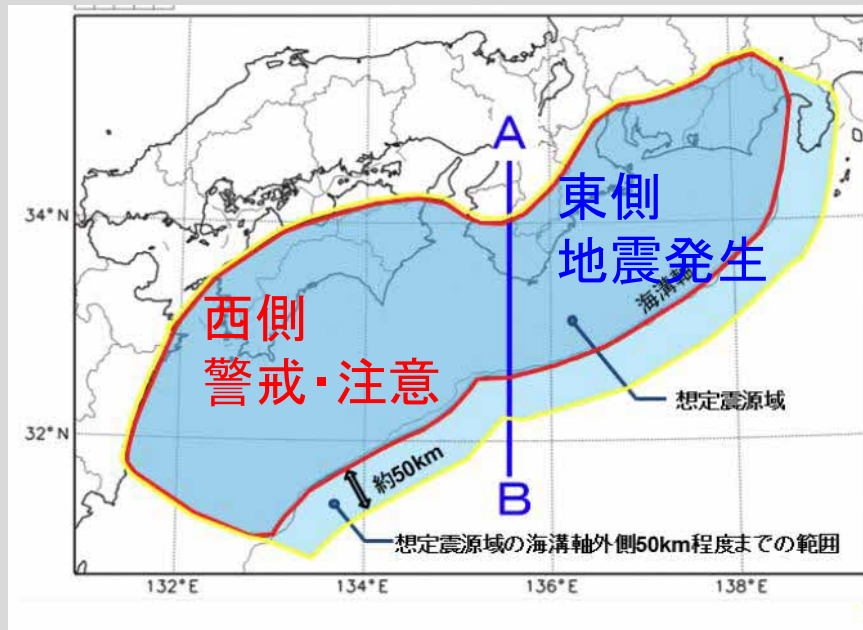 A
東側
地震発生
34°N
海溝軸
西側
警戒・注意
想定震源域
32°N
約50km
B
想定震源域の海溝軸外側50km程度までの範囲
132°E
134°E
136°E
138°E